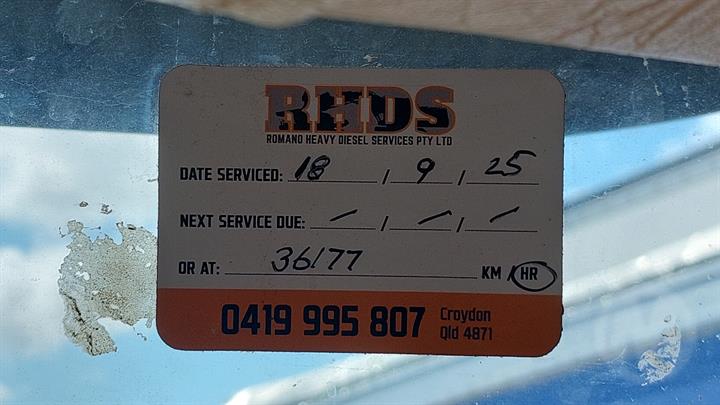 RHDS
ROMANO HEAVY DIESEL SERVICES PTY LTD
DATE SERVICED: 18 / 9 / 25
NEXT SERVICE DUE: - / - / -
OR AT: 36177 KM / HR
0419 995 807 Croydon Qld 4871